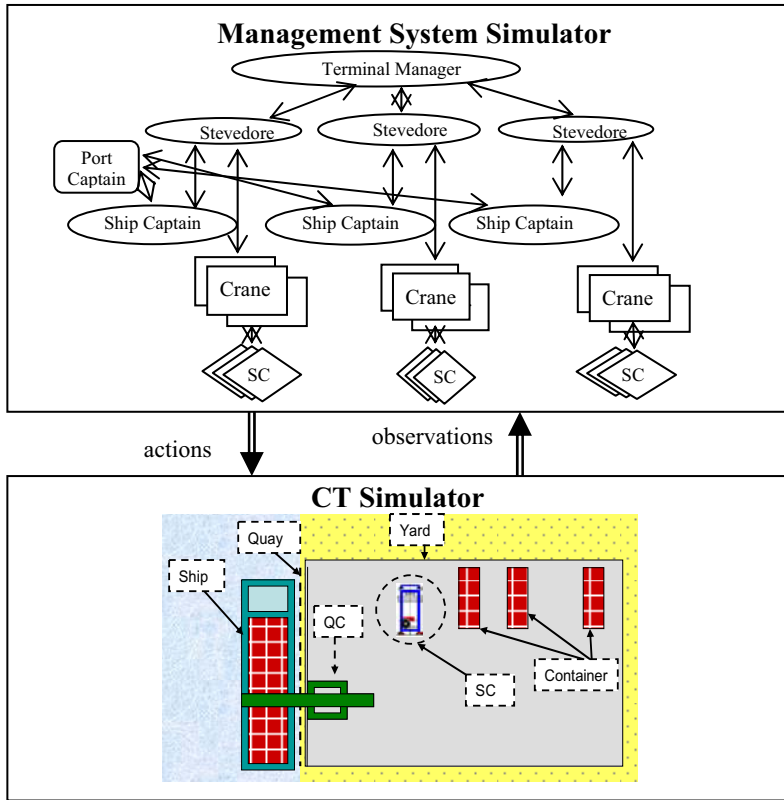 Management System Simulator
Terminal Manager
Stevedore
Stevedore
Stevedore
Port
Captain
Ship Captain
Ship Captain
Ship Captain
Crane
Crane
Crane
SC
SC
SC
actions
observations
CT Simulator
Yard
Quay
Ship
QC
SC
Container